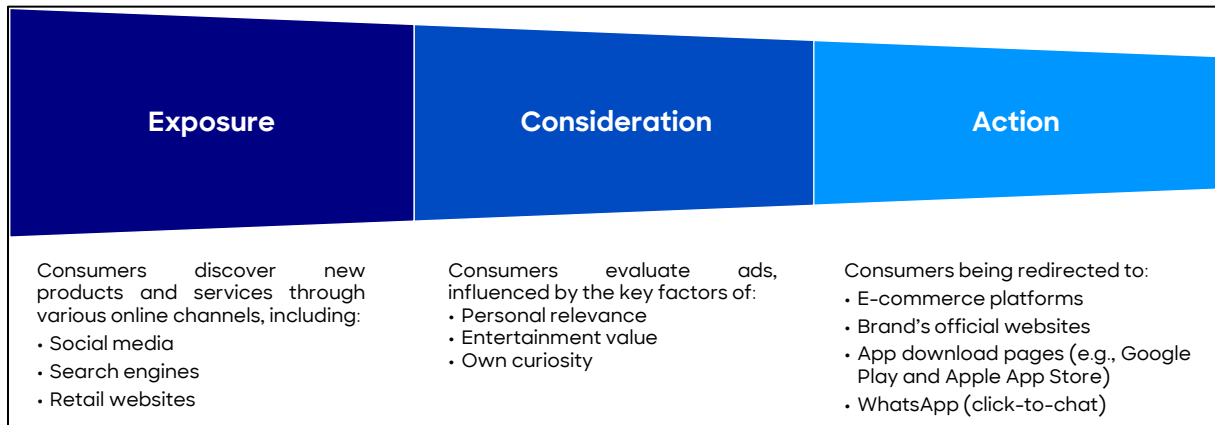 Exposure
Consideration
Action
Consumers discover new
products and services through
various online channels, including:
• Social media
• Search engines
• Retail websites
Consumers evaluate ads,
influenced by the key factors of:
• Personal relevance
• Entertainment value
• Own curiosity
Consumers being redirected to:
• E-commerce platforms
• Brand’s official websites
• App download pages (e.g., Google
Play and Apple App Store)
• WhatsApp (click-to-chat)